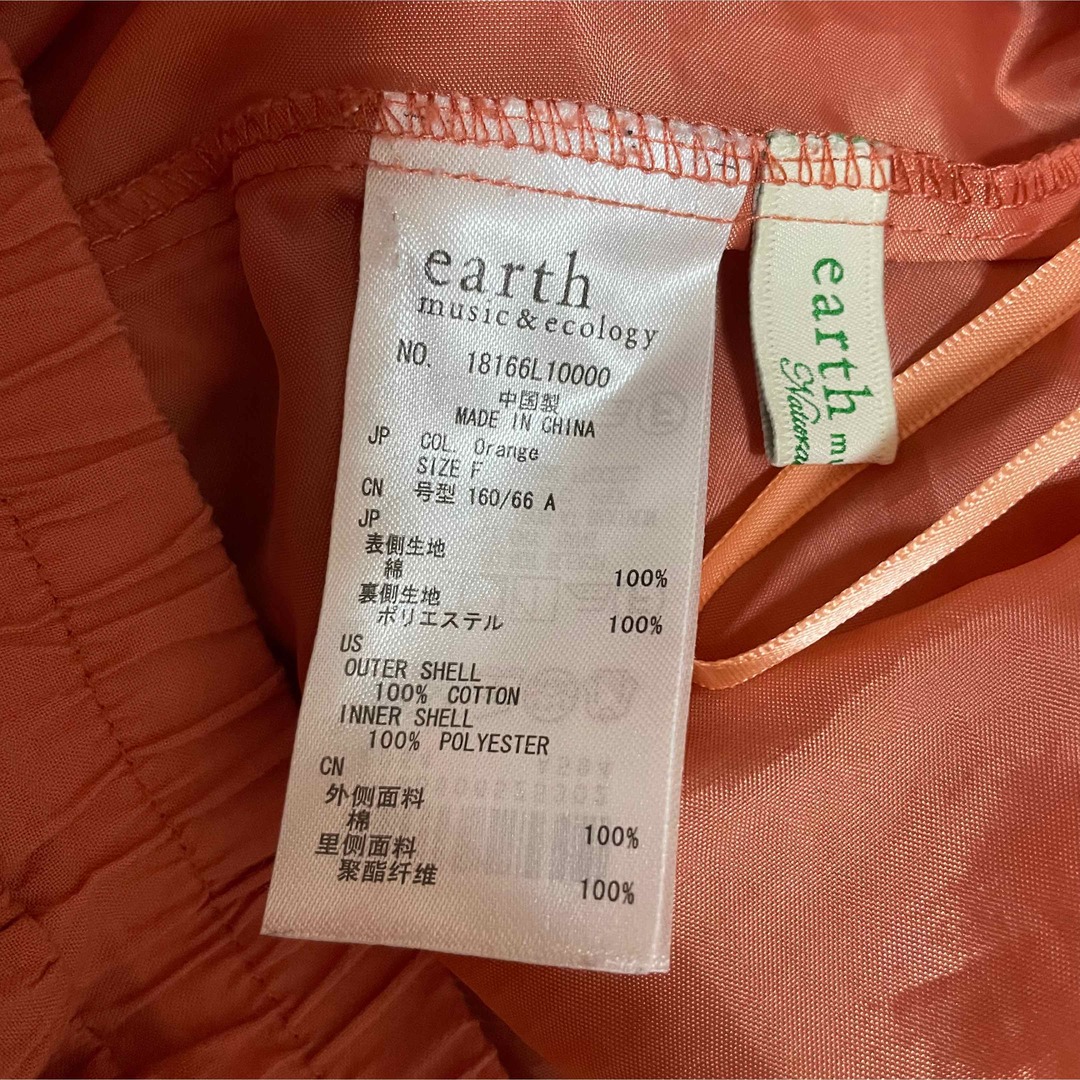 earth
music&ecology
NO. 18166L10000
中国製
MADE IN CHINA
JP COL. Orange
SIZE F
CN 号型 160/66 A
JP
表側生地
綿 100%
裏側生地
ポリエステル 100%
US
OUTER SHELL
100% COTTON
INNER SHELL
100% POLYESTER
CN
外侧面料
棉 100%
里侧面料
聚酯纤维 100%
earth